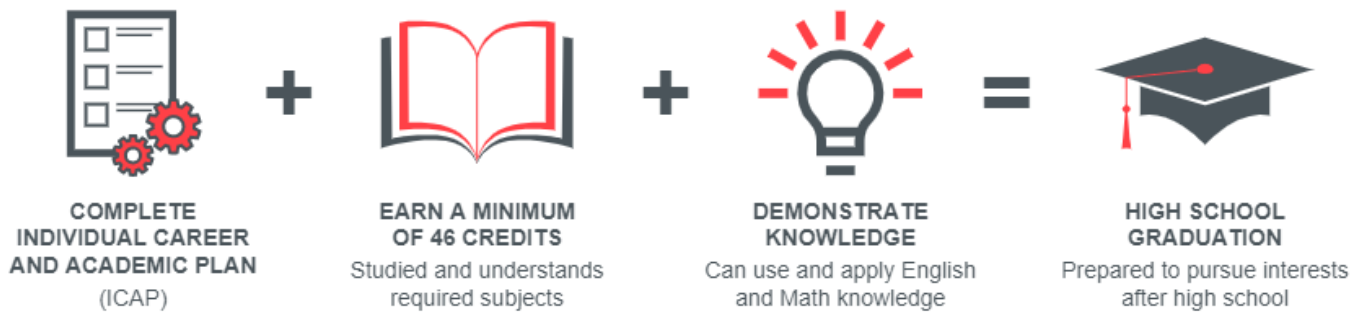 COMPLETE
INDIVIDUAL CAREER
AND ACADEMIC PLAN
(ICAP)
EARN A MINIMUM
OF 46 CREDITS
Studied and understands
required subjects
DEMONSTRATE
KNOWLEDGE
Can use and apply English
and Math knowledge
HIGH SCHOOL
GRADUATION
Prepared to pursue interests
after high school